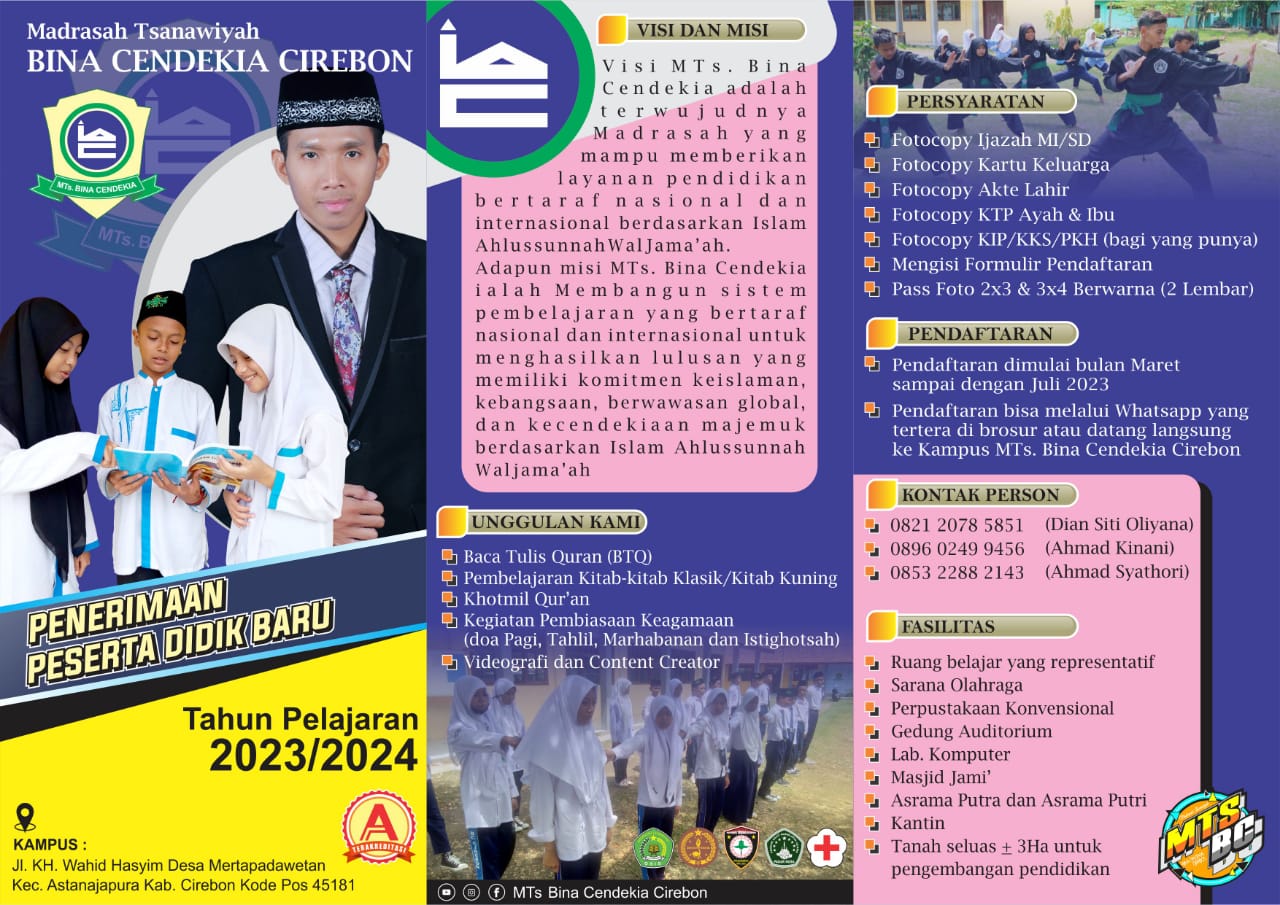 Madrasah Tsanawiyah
BINA CENDEKIA CIREBON
MTs. BINA CENDEKIA
PENERIMAAN
PESERTA DIDIK BARU
Tahun Pelajaran
2023/2024
A
TERAKREDITASI
KAMPUS :
Jl. KH. Wahid Hasyim Desa Mertapadawetan
Kec. Astanajapura Kab. Cirebon Kode Pos 45181
VISI DAN MISI
Visi MTs. Bina
Cendekia adalah
terwujudnya
Madrasah yang
mampu memberikan
layanan pendidikan
bertaraf nasional dan
internasional berdasarkan Islam
Ahlussunnah Wal Jama'ah.
Adapun misi MTs. Bina Cendekia
ialah Membangun sistem
pembelajaran yang bertaraf
nasional dan internasional untuk
menghasilkan lulusan yang
memiliki komitmen keislaman,
kebangsaan, berwawasan global,
dan kecendekiaan majemuk
berdasarkan Islam Ahlussunnah
Waljama'ah
UNGGULAN KAMI
Baca Tulis Quran (BTQ)
Pembelajaran Kitab-kitab Klasik/Kitab Kuning
Khotmil Qur'an
Kegiatan Pembiasaan Keagamaan
(doa Pagi, Tahlil, Marhabanan dan Istighotsah)
Videografi dan Content Creator
MTs Bina Cendekia Cirebon
PERSYARATAN
Fotocopy Ijazah MI/SD
Fotocopy Kartu Keluarga
Fotocopy Akte Lahir
Fotocopy KTP Ayah & Ibu
Fotocopy KIP/KKS/PKH (bagi yang punya)
Mengisi Formulir Pendaftaran
Pass Foto 2x3 & 3x4 Berwarna (2 Lembar)
PENDAFTARAN
Pendaftaran dimulai bulan Maret
sampai dengan Juli 2023
Pendaftaran bisa melalui Whatsapp yang
tertera di brosur atau datang langsung
ke Kampus MTs. Bina Cendekia Cirebon
KONTAK PERSON
0821 2078 5851 (Dian Siti Oliyana)
0896 0249 9456 (Ahmad Kinani)
0853 2288 2143 (Ahmad Syathori)
FASILITAS
Ruang belajar yang representatif
Sarana Olahraga
Perpustakaan Konvensional
Gedung Auditorium
Lab. Komputer
Masjid Jami'
Asrama Putra dan Asrama Putri
Kantin
Tanah seluas ± 3Ha untuk
pengembangan pendidikan
MTS
BC